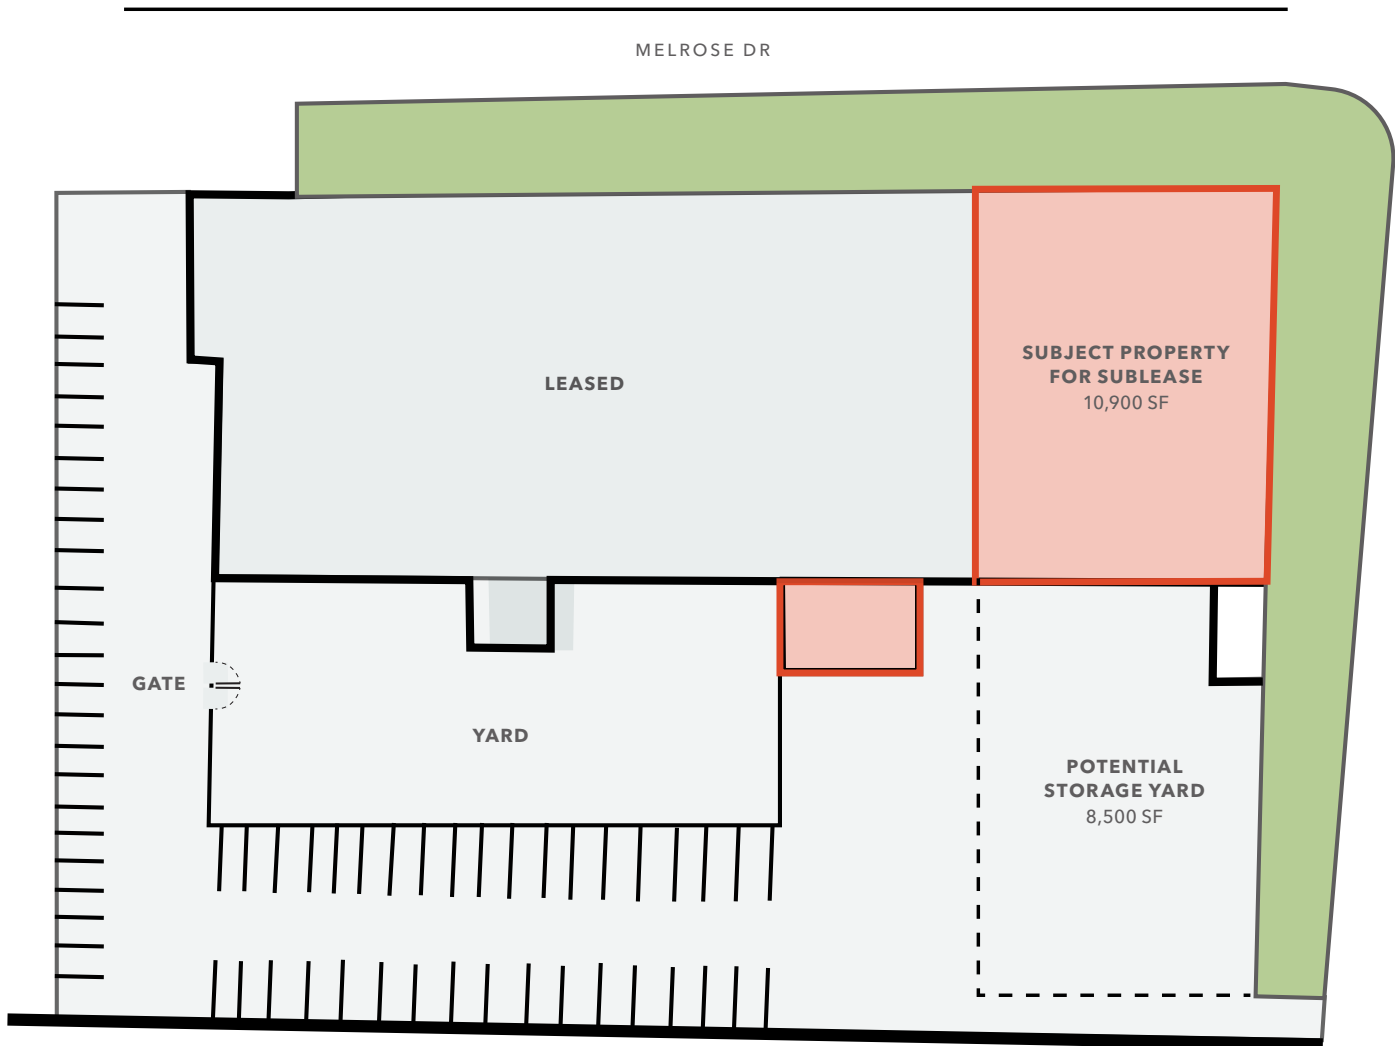 MELROSE DR
LEASED
SUBJECT PROPERTY
FOR SUBLEASE
10,900 SF
GATE
YARD
POTENTIAL
STORAGE YARD
8,500 SF